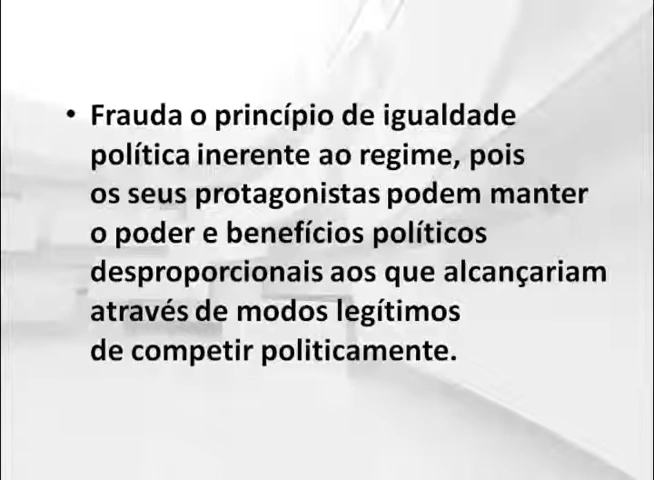 • Frauda o princípio de igualdade
política inerente ao regime, pois
os seus protagonistas podem manter
o poder e benefícios políticos
desproporcionais aos que alcançariam
através de modos legítimos
de competir politicamente.